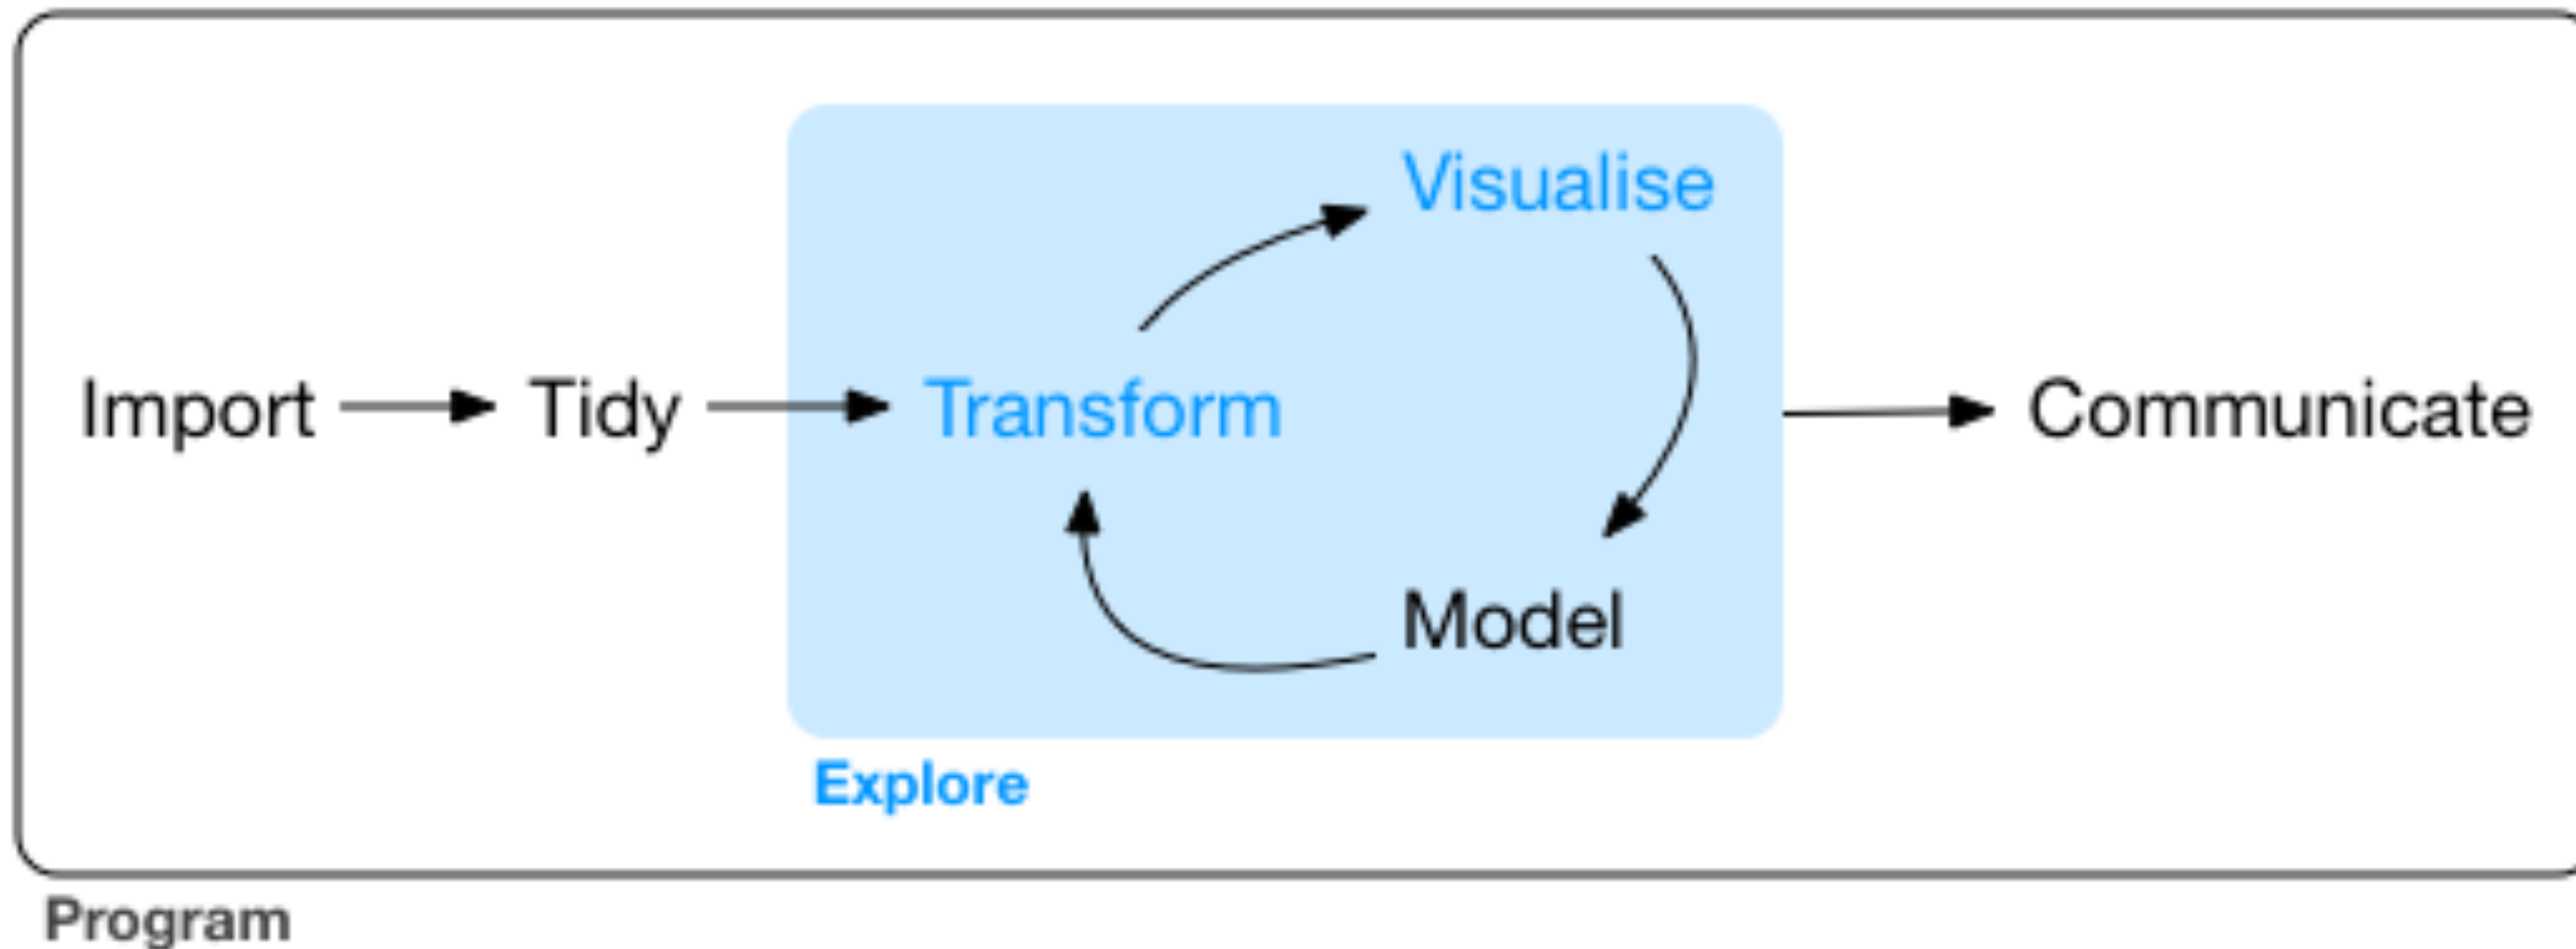 Visualise
Import
Tidy
Transform
Communicate
Model
Explore
Program